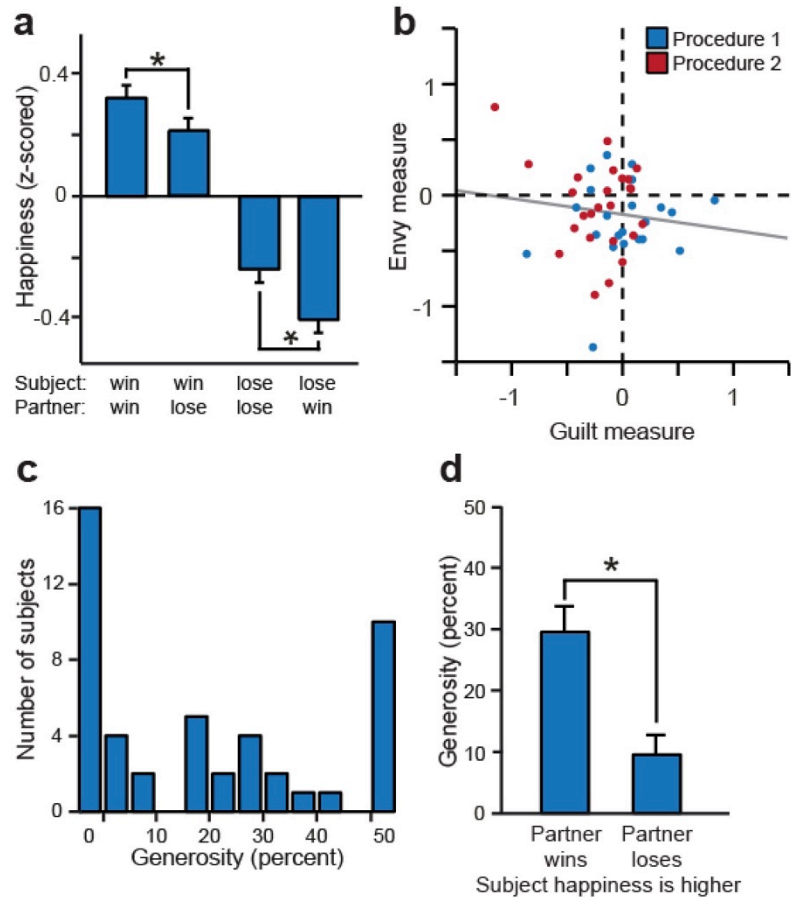 a
Happiness (z-scored)
0.4
0
-0.4
*
*
Subject: win win lose lose
Partner: win lose lose win
b
Envy measure
1
0
-1
Procedure 1
Procedure 2
-1 0 1
Guilt measure
c
Number of subjects
16
12
8
4
0
0 10 20 30 40 50
Generosity (percent)
d
Generosity (percent)
50
40
30
20
10
0
*
Partner Partner
wins loses
Subject happiness is higher